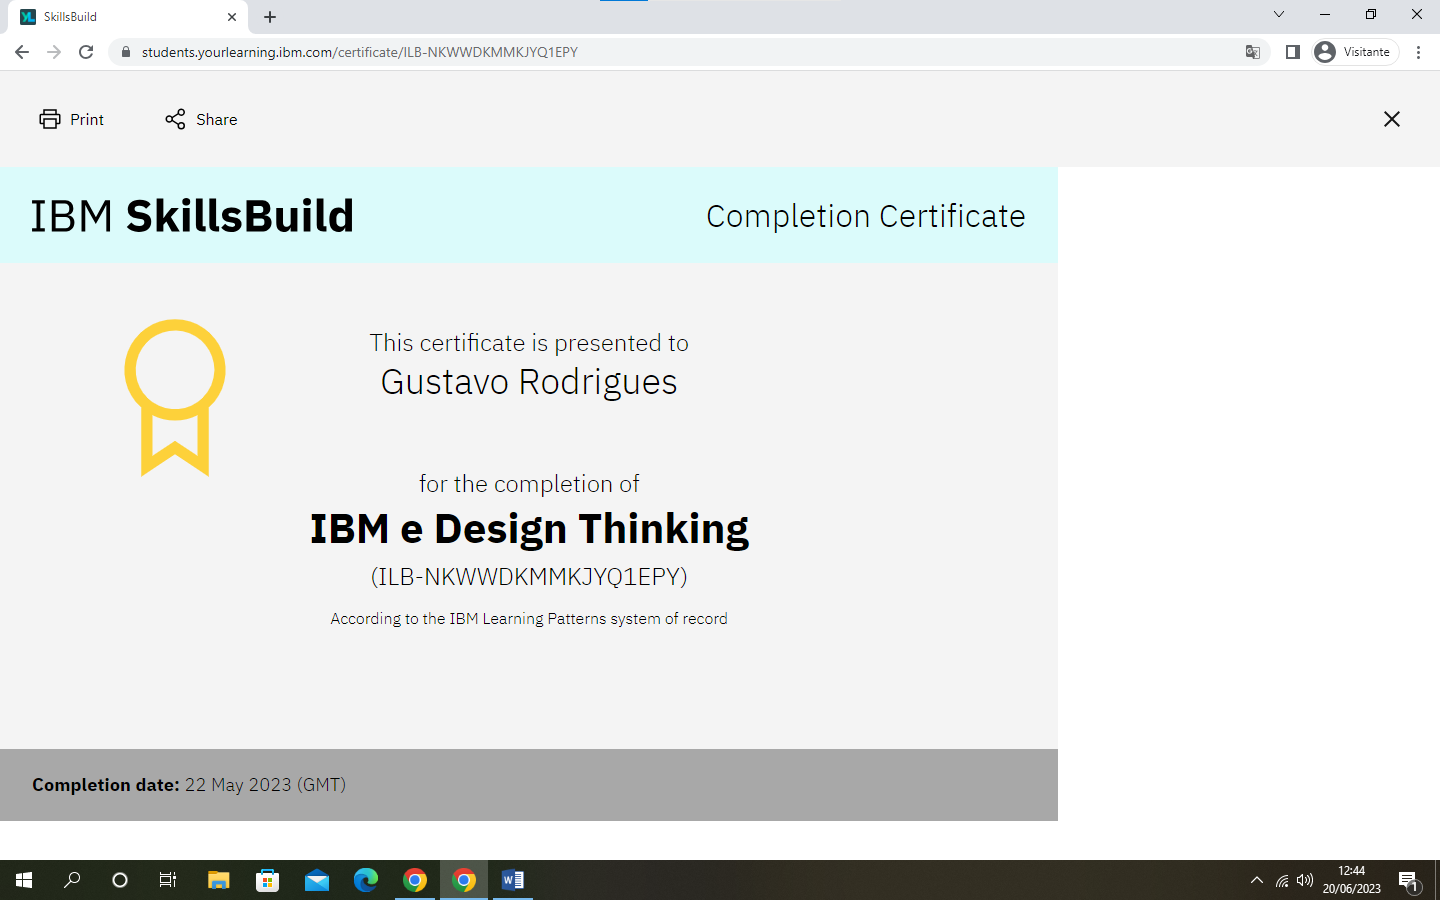 SkillsBuild
students.yourlearning.ibm.com/certificate/ILB-NKWWDKMMKJYQ1EPY
Visitante
Print
Share
IBM SkillsBuild
Completion Certificate
This certificate is presented to
Gustavo Rodrigues
for the completion of
IBM e Design Thinking
(ILB-NKWWDKMMKJYQ1EPY)
According to the IBM Learning Patterns system of record
Completion date: 22 May 2023 (GMT)
12:44
20/06/2023
1